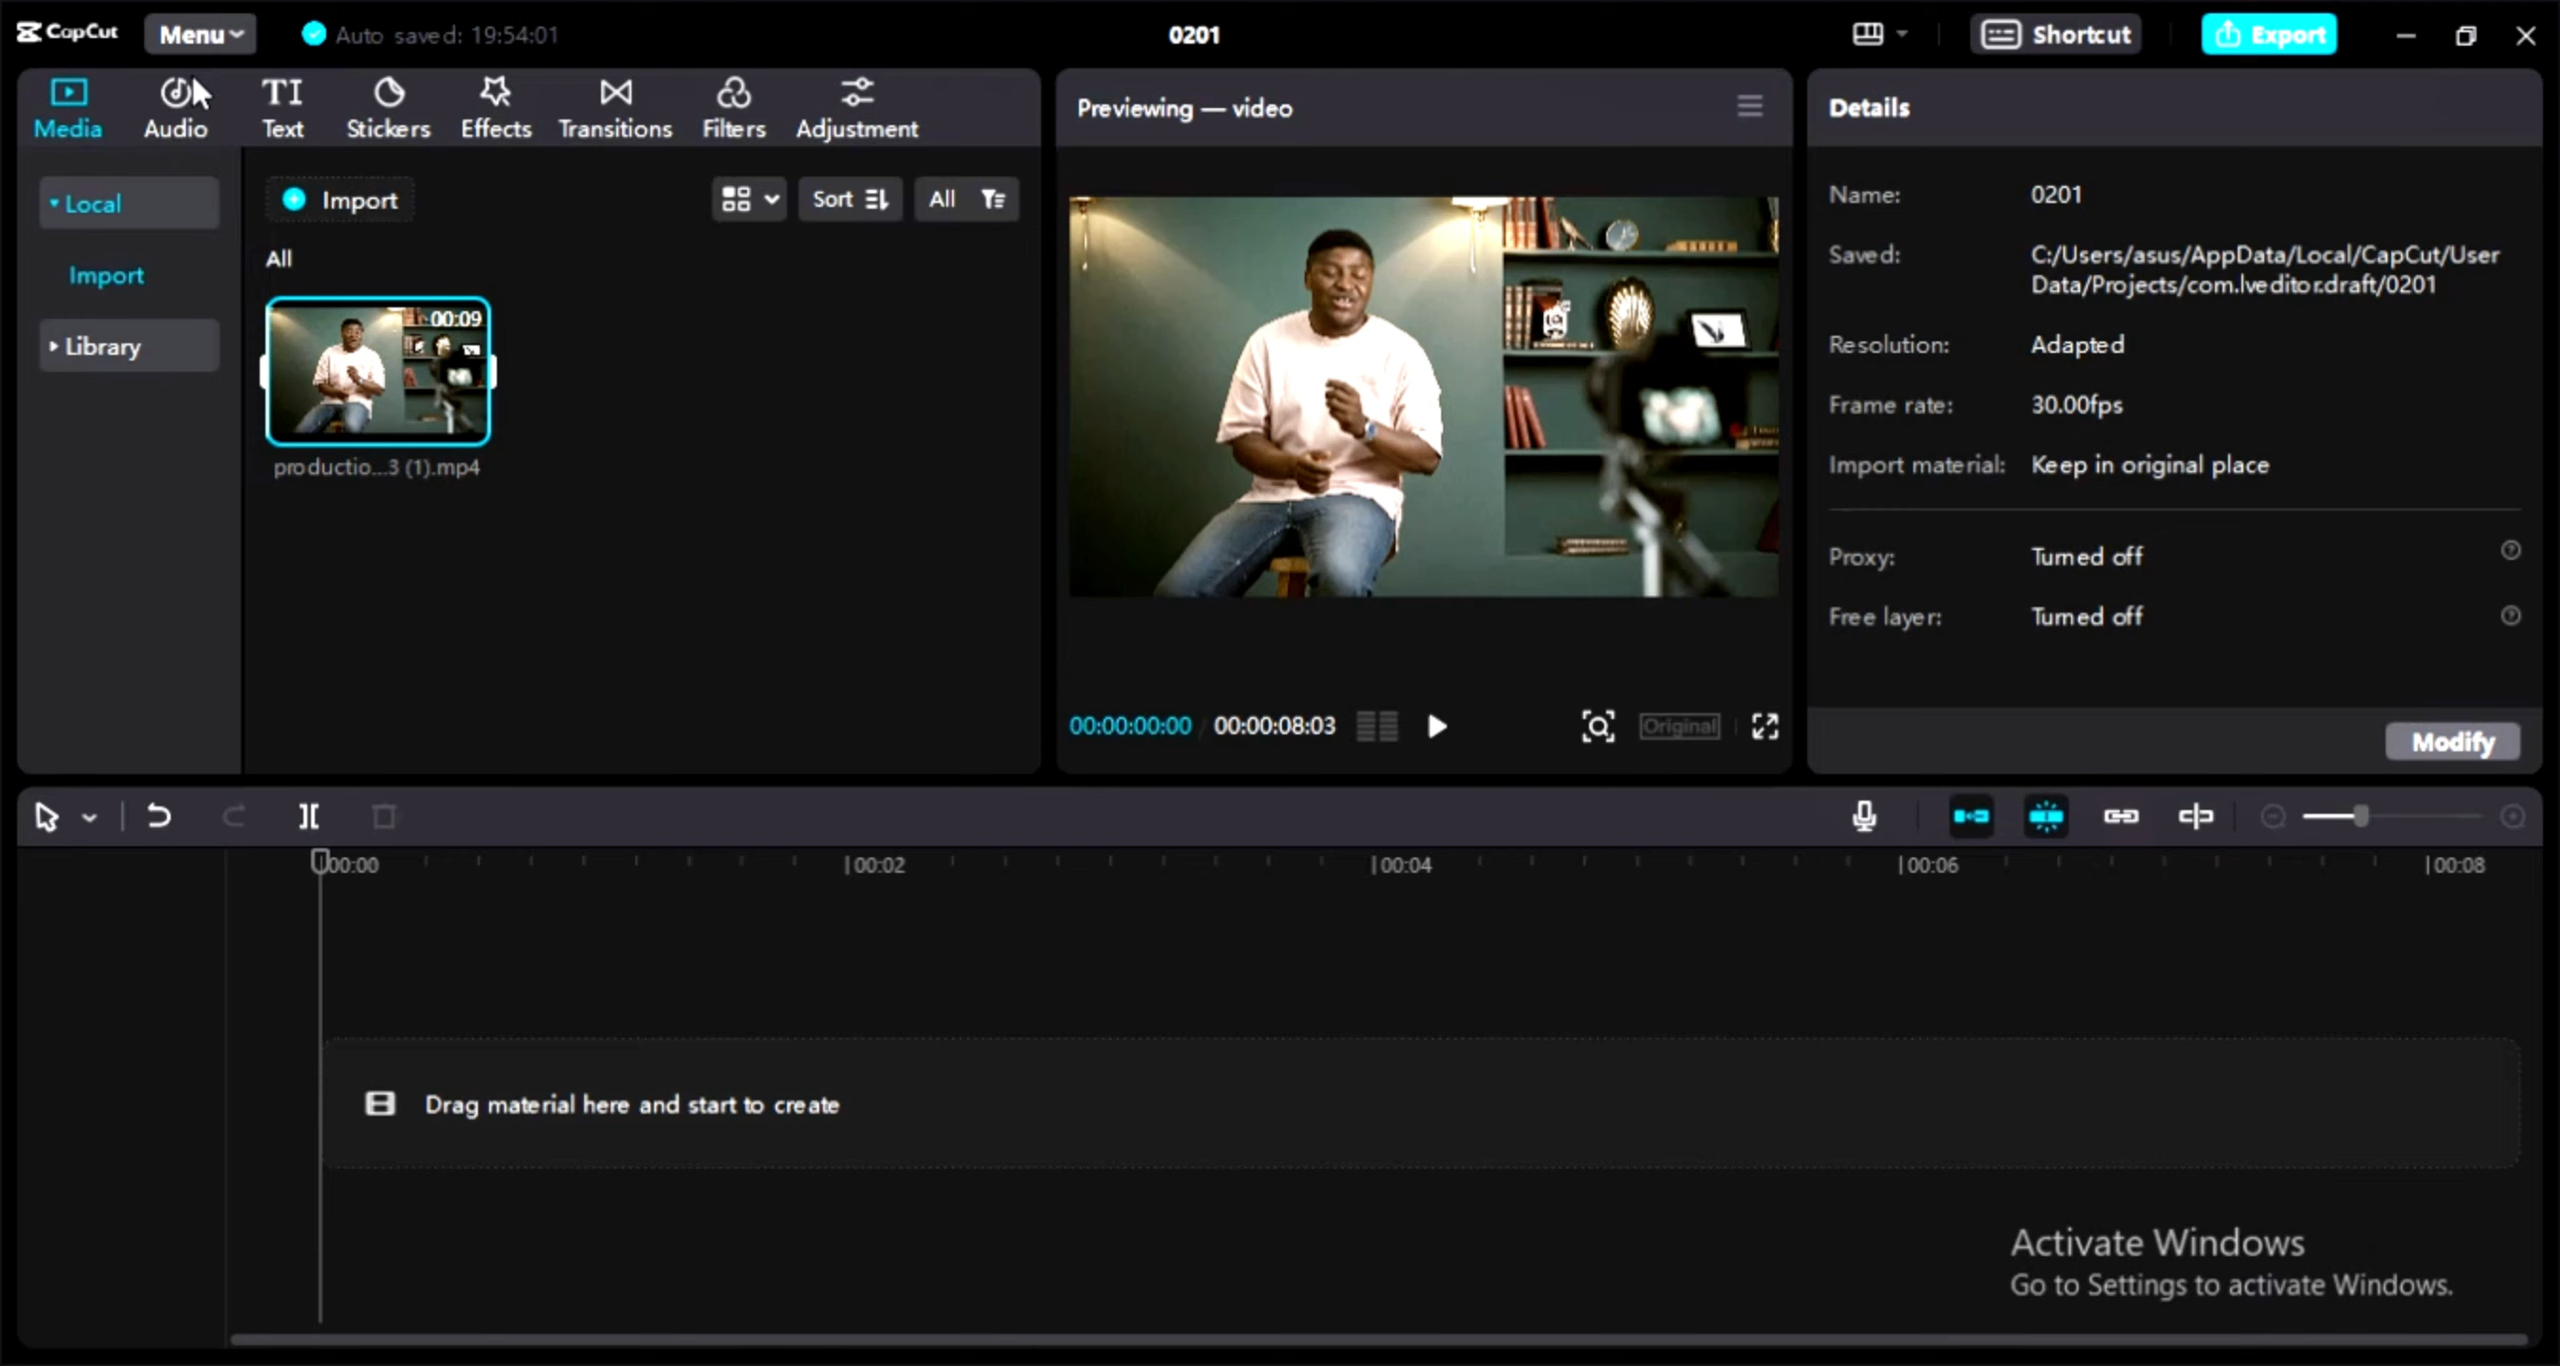 CapCut Menu Auto saved: 19:54:01 0201 Shortcut Export
Media Audio TI Text Stickers Effects Transitions Filters Adjustment
Local
Import
Library
Import Sort All
All
00:09
productio...3 (1).mp4
Previewing — video
00:00:00:00 / 00:00:08:03 Original
Details
Name: 0201
Saved: C:/Users/asus/AppData/Local/CapCut/User
Data/Projects/com.lveditor.draft/0201
Resolution: Adapted
Frame rate: 30.00fps
Import material: Keep in original place
Proxy: Turned off
Free layer: Turned off
Modify
00:00 00:02 00:04 00:06 00:08
Drag material here and start to create
Activate Windows
Go to Settings to activate Windows.